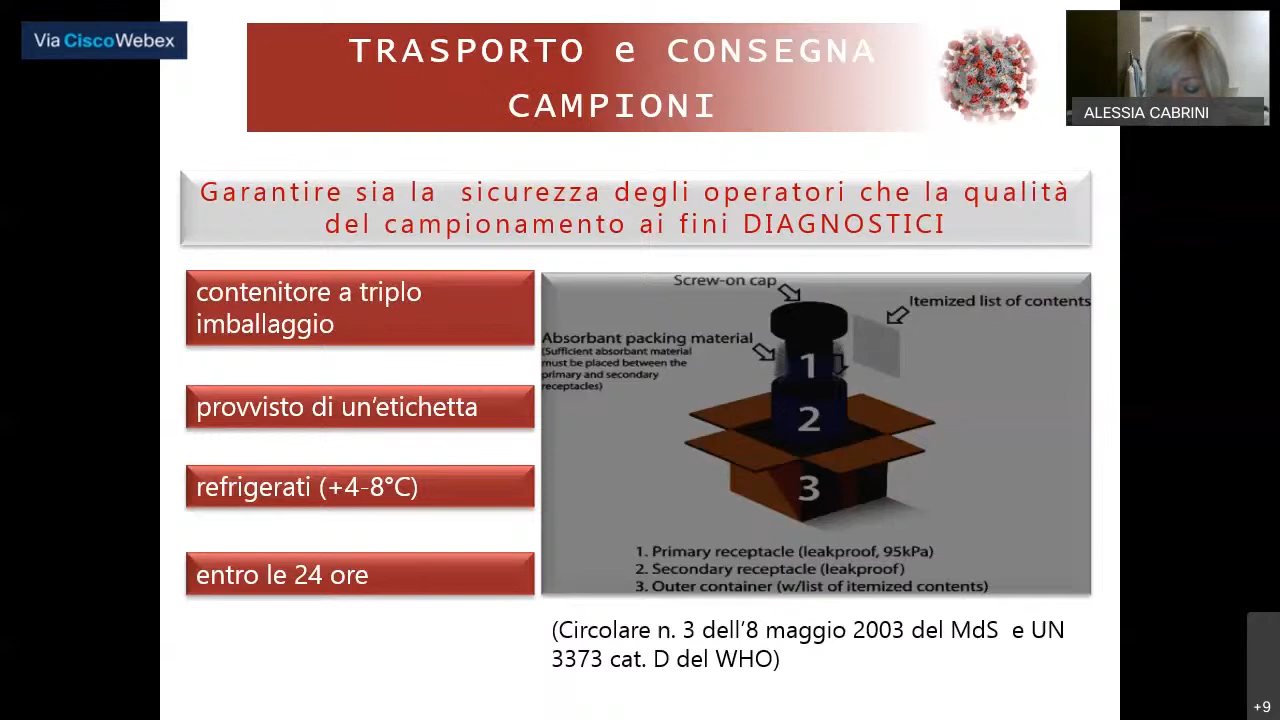 Via CiscoWebex
TRASPORTO e CONSEGNA
CAMPIONI
ALESSIA CABRINI
Garantire sia la sicurezza degli operatori che la qualità
del campionamento ai fini DIAGNOSTICI
contenitore a triplo
imballaggio
provvisto di un'etichetta
refrigerati (+4-8°C)
entro le 24 ore
Screw-on cap
Itemized list of contents
Absorbant packing material
(Sufficient absorbant material
must be placed between the
primary and secondary
receptacles)
1
2
3
1. Primary receptacle (leakproof, 95kPa)
2. Secondary receptacle (leakproof)
3. Outer container (w/list of itemized contents)
(Circolare n. 3 dell'8 maggio 2003 del MdS e UN
3373 cat. D del WHO)
+9